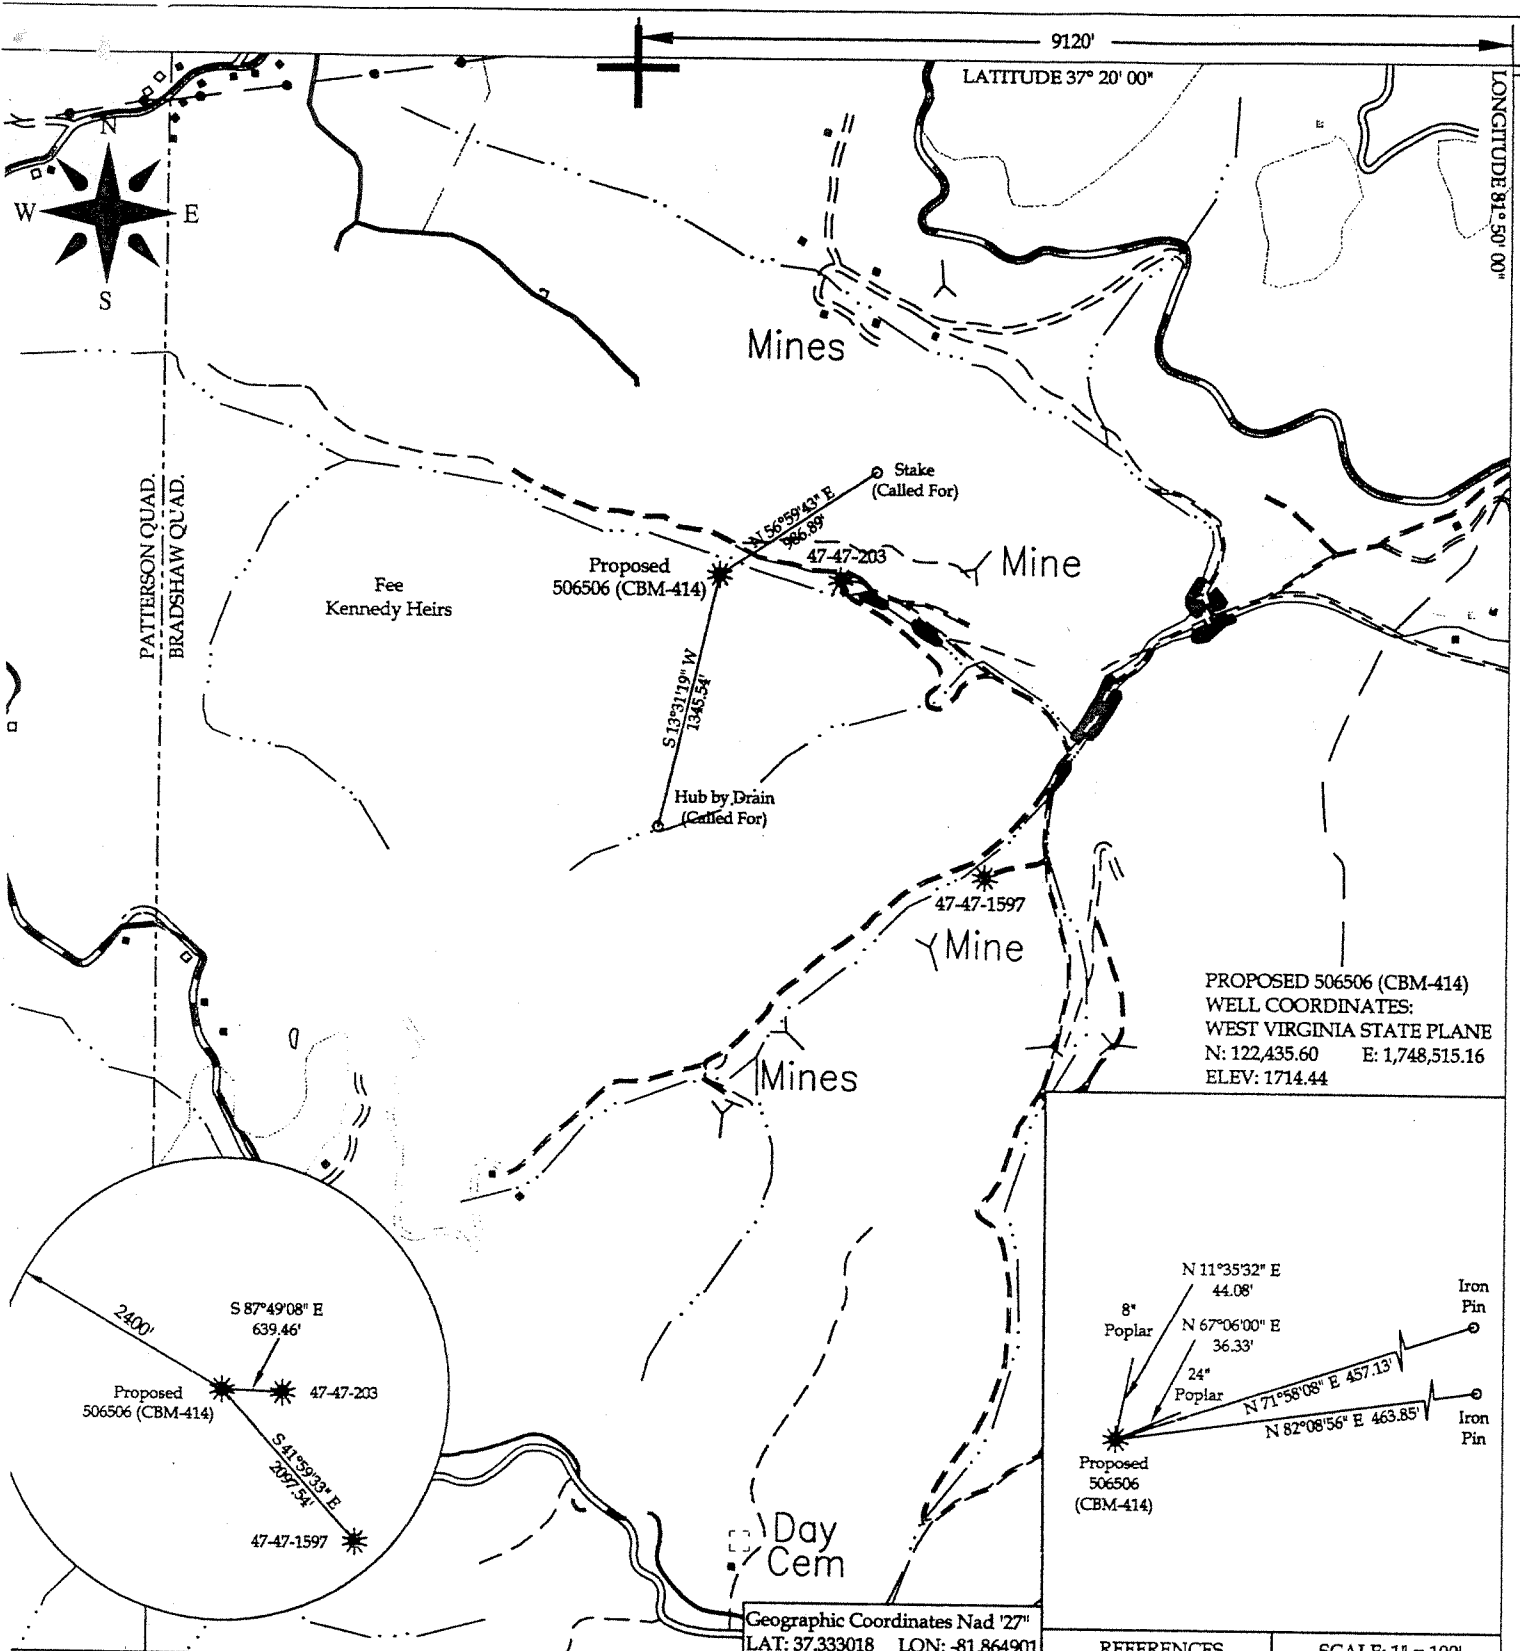 9120'
LATITUDE 37° 20' 00"
LONGITUDE 81° 50' 00"
N
W
E
S
Mines
PATTERSON QUAD.
BRADSHAW QUAD.
Stake
(Called For)
N 56°59'43" E
986.89'
47-47-203
Mine
Proposed
506506 (CBM-414)
Fee
Kennedy Heirs
S 13°31'19" W
1345.54'
Hub by Drain
(Called For)
47-47-1597
Mine
PROPOSED 506506 (CBM-414)
WELL COORDINATES:
WEST VIRGINIA STATE PLANE
N: 122,435.60 E: 1,748,515.16
ELEV: 1714.44
Mines
2400'
S 87°49'08" E
639.46'
Proposed
506506 (CBM-414)
47-47-203
S 41°59'33" E
2097.54'
47-47-1597
N 11°35'32" E
44.08'
8"
Poplar
N 67°06'00" E
36.33'
24"
Poplar
Iron
Pin
N 71°58'08" E 457.13'
N 82°08'56" E 463.85'
Iron
Pin
Proposed
506506
(CBM-414)
Day
Cem
Geographic Coordinates Nad '27"
LAT: 37.333018 LON: -81.864901
REFERENCES
SCALE: 1" = 100'